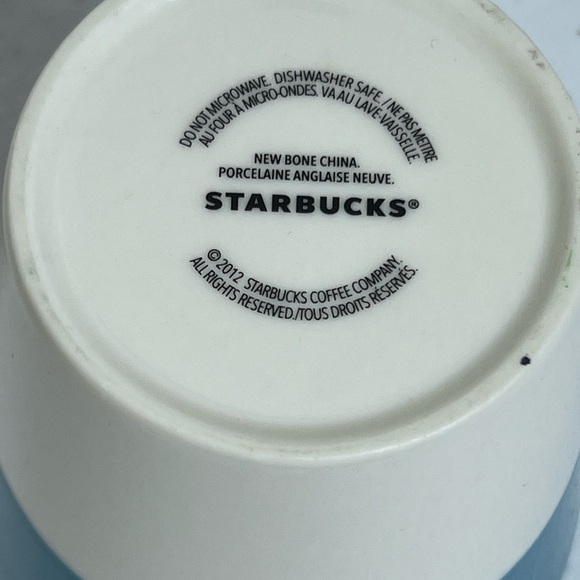 DO NOT MICROWAVE. DISHWASHER SAFE. /NE PAS METTRE
AU FOUR À MICRO-ONDES. VA AU LAVE-VAISSELLE.
NEW BONE CHINA.
PORCELAINE ANGLAISE NEUVE.
STARBUCKS®
©2012 STARBUCKS COFFEE COMPANY.
ALL RIGHTS RESERVED./TOUS DROITS RÉSERVÉS.